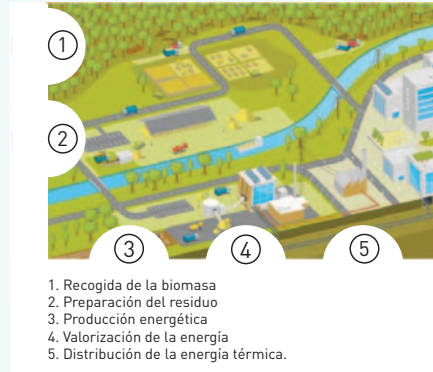 1
2
3
4
5
1. Recogida de la biomasa
2. Preparación del residuo
3. Producción energética
4. Valorización de la energía
5. Distribución de la energía térmica.